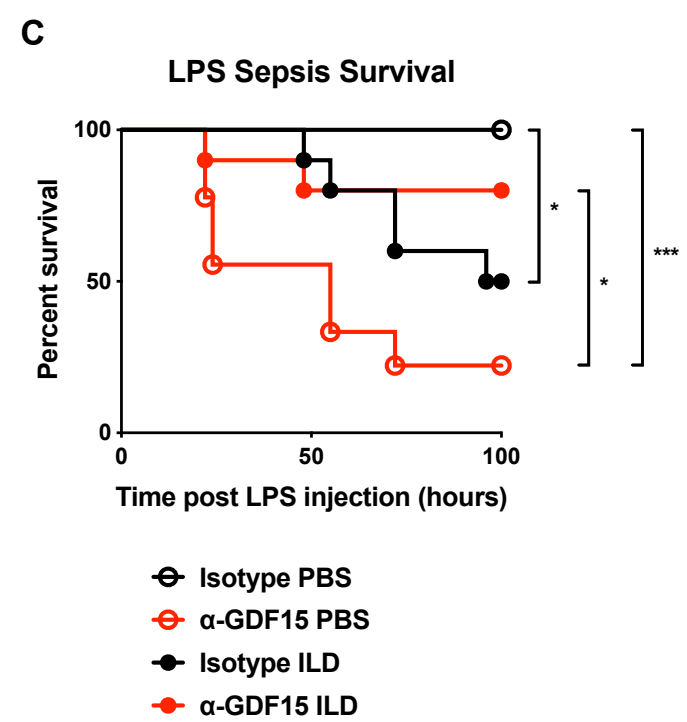 C
LPS Sepsis Survival
100
50
0
Percent survival
0 50 100
Time post LPS injection (hours)
*
*
***
Isotype PBS
α-GDF15 PBS
Isotype ILD
α-GDF15 ILD